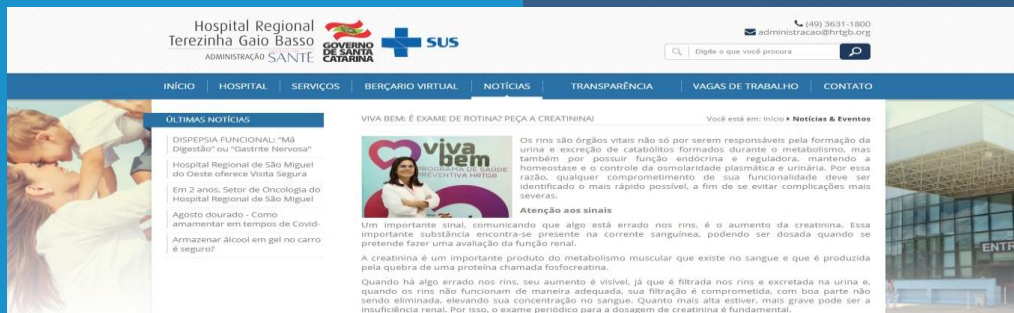 Hospital Regional
Terezinha Gaio Basso
ADMINISTRAÇÃO SANTÉ
GOVERNO
DE SANTA
CATARINA
SUS
(49) 3631-1800
administracao@hrtgb.org
Digite o que você procura
INÍCIO
HOSPITAL
SERVIÇOS
BERÇARIO VIRTUAL
NOTÍCIAS
TRANSPARÊNCIA
VAGAS DE TRABALHO
CONTATO
ÚLTIMAS NOTÍCIAS
DISPEPSIA FUNCIONAL: “Má
Digestão” ou “Gastrite Nervosa”
Hospital Regional de São Miguel
do Oeste oferece Visita Segura
Em 2 anos, Setor de Oncologia do
Hospital Regional de São Miguel
Agosto dourado - Como
amamentar em tempos de Covid-
Armazenar álcool em gel no carro
é seguro?
VIVA BEM: É EXAME DE ROTINA? PEÇA A CREATININA!
Você está em: Início Notícias & Eventos
viva
bem
PROGRAMA DE SAÚDE
PREVENTIVA HRTGB
Os rins são órgãos vitais não só por serem responsáveis pela formação da
urina e excreção de catabólitos formados durante o metabolismo, mas
também por possuir função endócrina e reguladora, mantendo a
homeostase e o controle da osmolaridade plasmática e urinária. Por essa
razão, qualquer comprometimento de sua funcionalidade deve ser
identificado o mais rápido possível, a fim de se evitar complicações mais
severas.
Atenção aos sinais
Um importante sinal, comunicando que algo está errado nos rins, é o aumento da creatinina. Essa
importante substância encontra-se presente na corrente sanguínea, podendo ser dosada quando se
pretende fazer uma avaliação da função renal.
A creatinina é um importante produto do metabolismo muscular que existe no sangue e que é produzida
pela quebra de uma proteína chamada fosfocreatina.
Quando há algo errado nos rins, seu aumento é visível, já que é filtrada nos rins e excretada na urina e,
quando os rins não funcionam de maneira adequada, sua filtração é comprometida, com boa parte não
sendo eliminada, elevando sua concentração no sangue. Quanto mais alta estiver, mais grave pode ser a
insuficiência renal. Por isso, o exame periódico para a dosagem de creatinina é fundamental.
ENTR